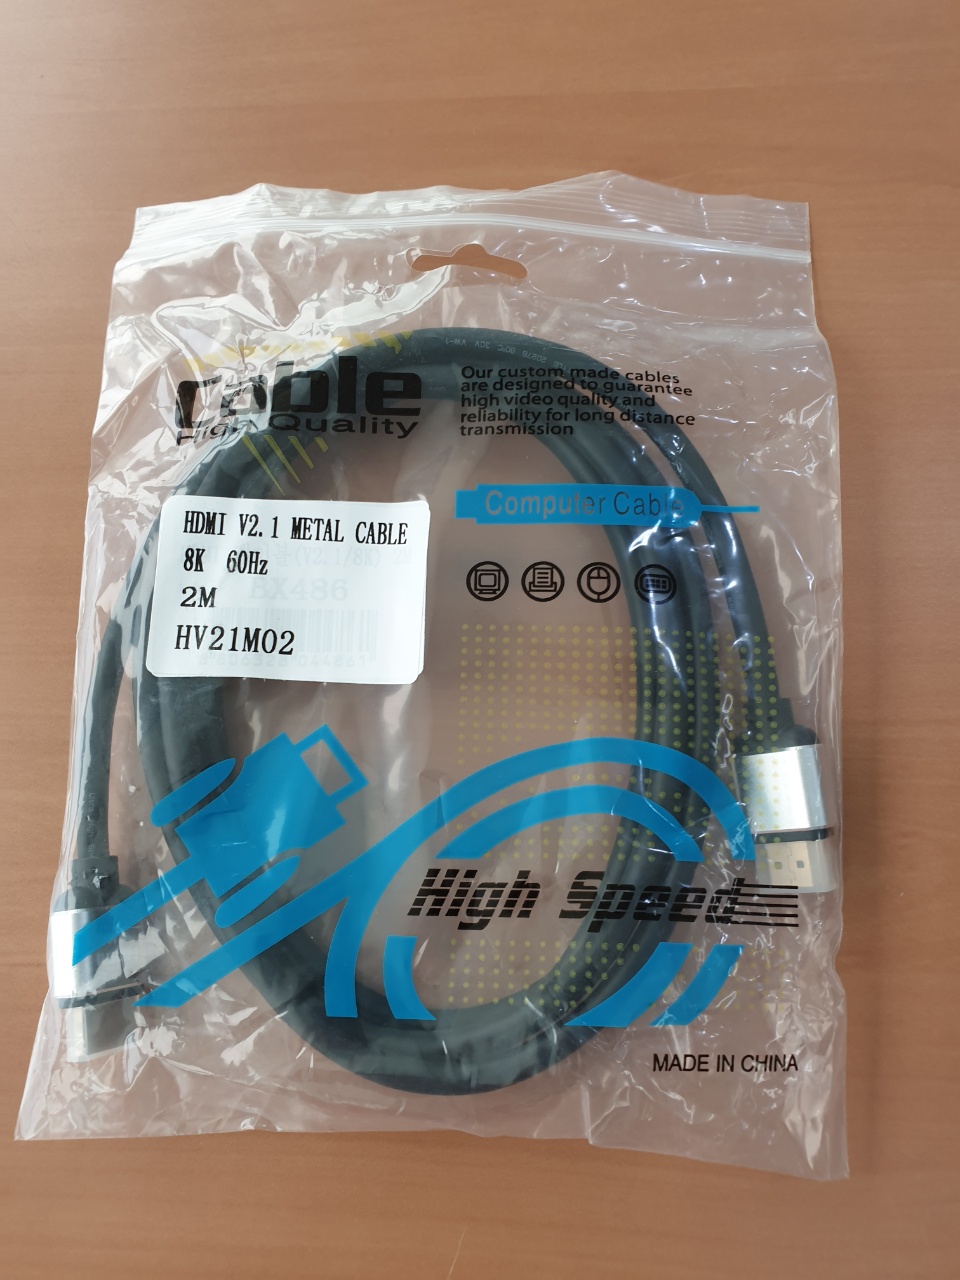 cable
High Quality
Our custom made cables
are designed to guarantee
high video quality and
reliability for long distance
transmission
Computer Cable
HDMI V2.1 METAL CABLE
8K 60Hz
2M
HV21M02
BX486
High Speed
MADE IN CHINA